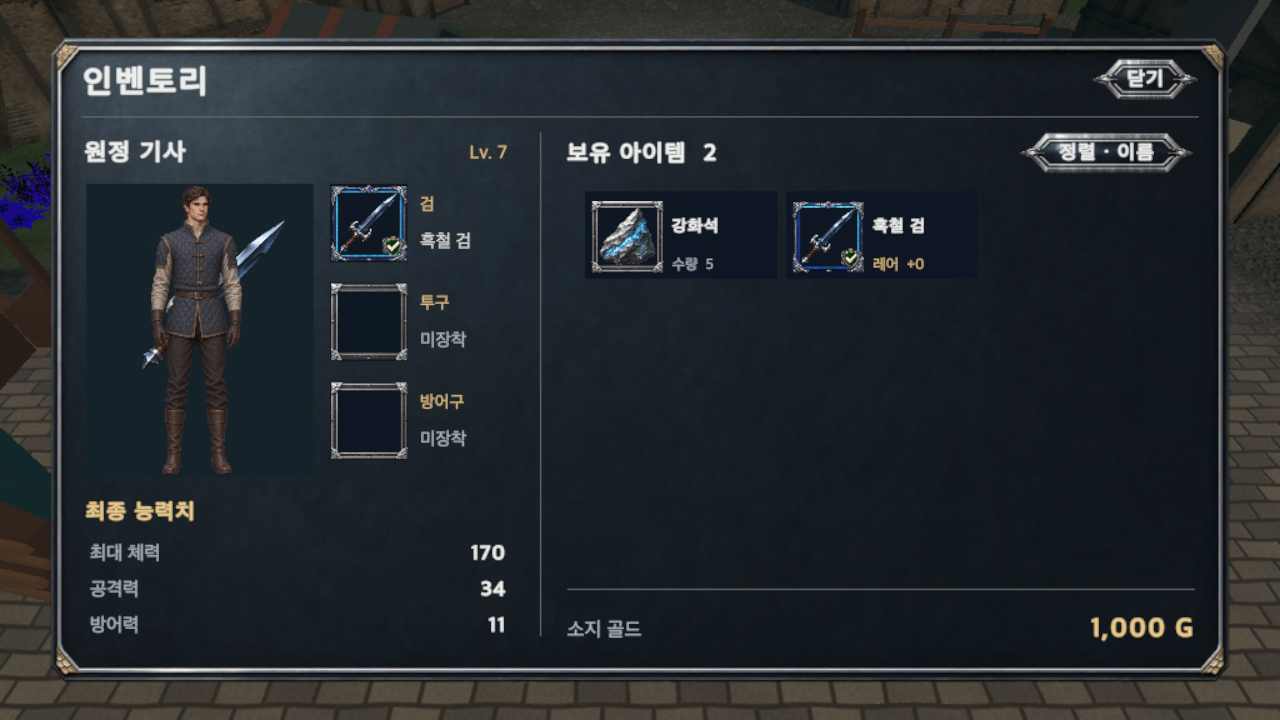 인벤토리
닫기
원정 기사
Lv. 7
검
흑철 검
투구
미장착
방어구
미장착
최종 능력치
최대 체력 170
공격력 34
방어력 11
보유 아이템 2
정렬 · 이름
강화석
수량 5
흑철 검
레어 +0
소지 골드 1,000 G